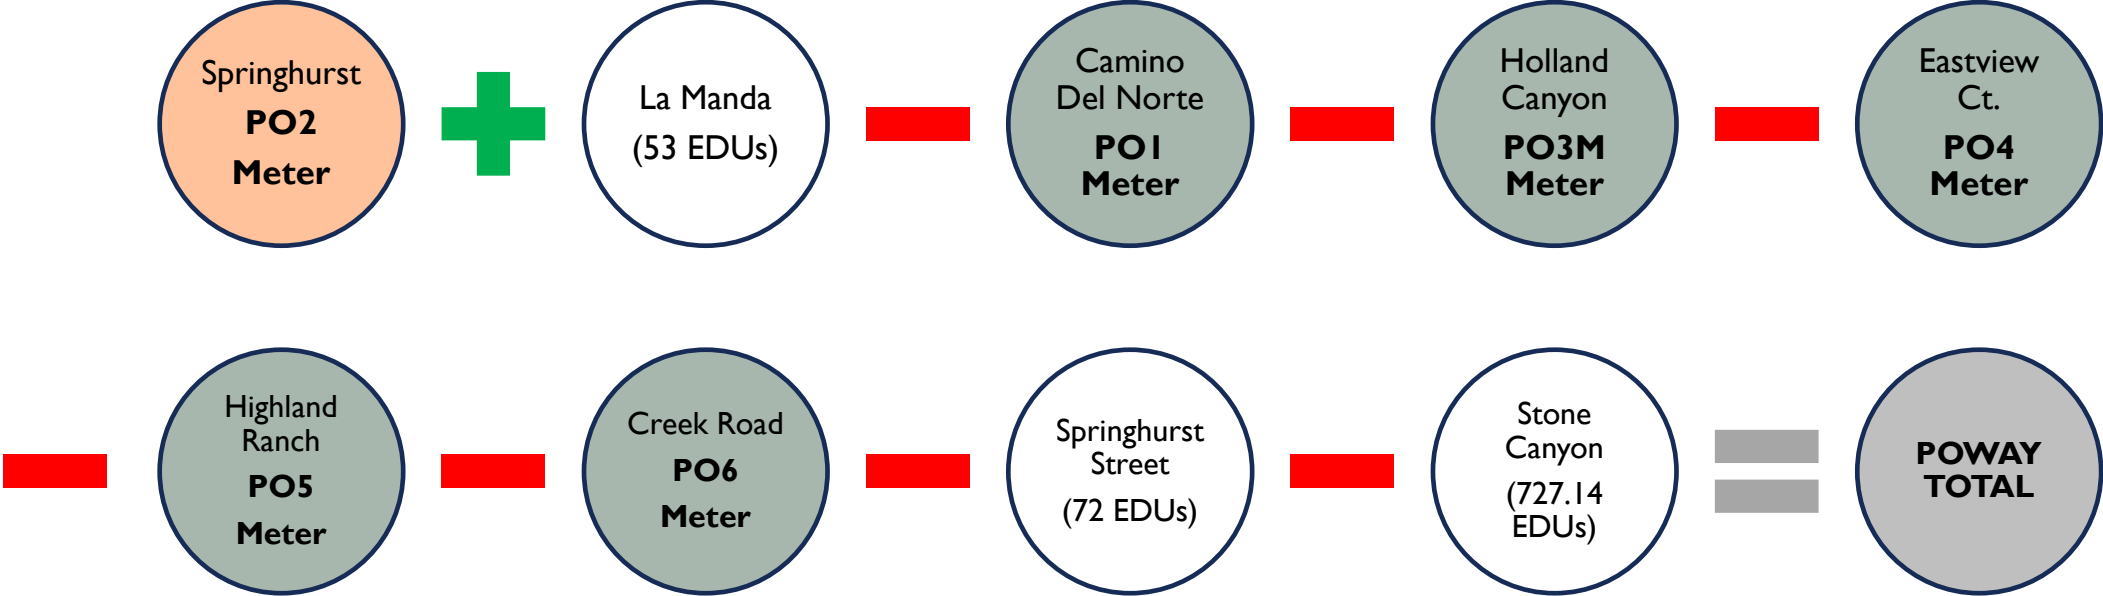 Springhurst
PO2
Meter
La Manda
(53 EDUs)
Camino
Del Norte
PO1
Meter
Holland
Canyon
PO3M
Meter
Eastview
Ct.
PO4
Meter
Highland
Ranch
PO5
Meter
Creek Road
PO6
Meter
Springhurst
Street
(72 EDUs)
Stone
Canyon
(727.14
EDUs)
POWAY
TOTAL